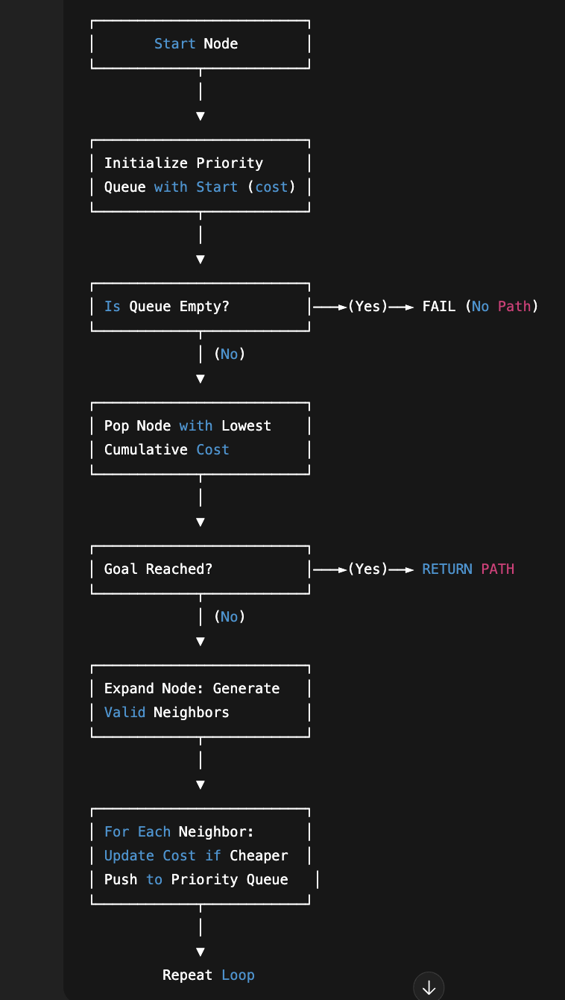 Start Node
Initialize Priority
Queue with Start (cost)
Is Queue Empty? (Yes) FAIL (No Path)
(No)
Pop Node with Lowest
Cumulative Cost
Goal Reached? (Yes) RETURN PATH
(No)
Expand Node: Generate
Valid Neighbors
For Each Neighbor:
Update Cost if Cheaper
Push to Priority Queue
Repeat Loop